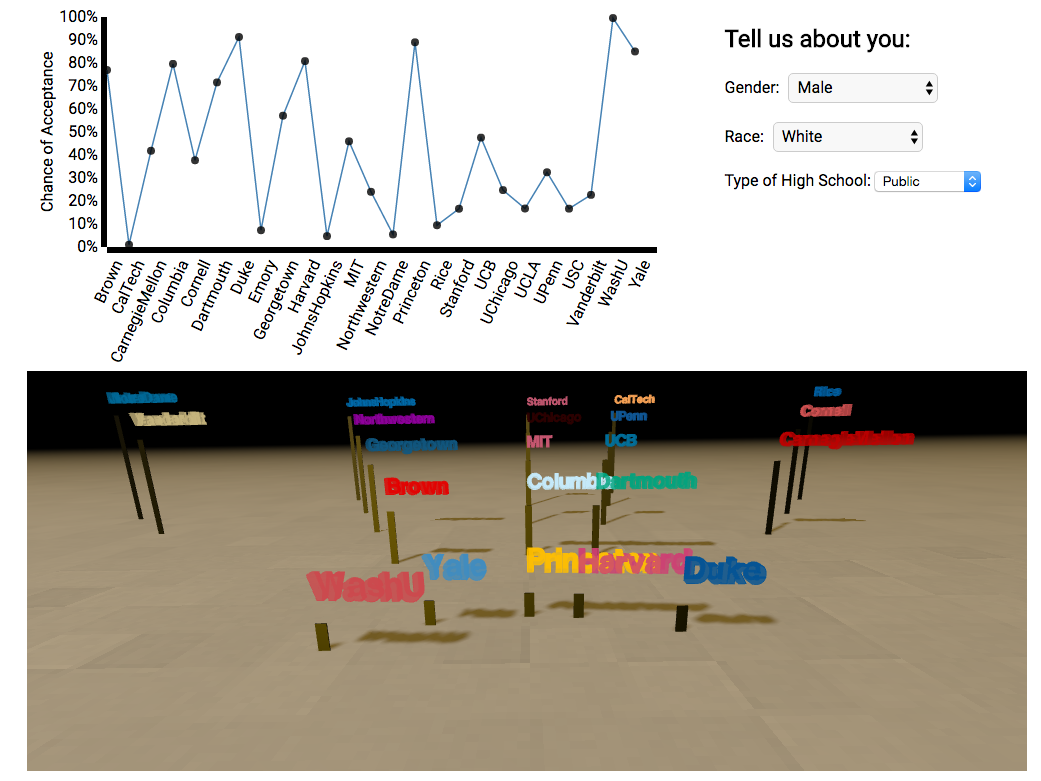 100%
90%
80%
70%
60%
50%
40%
30%
20%
10%
0%
Chance of Acceptance
Brown
CalTech
CarnegieMellon
Columbia
Cornell
Dartmouth
Duke
Emory
Georgetown
Harvard
JohnsHopkins
MIT
Northwestern
NotreDame
Princeton
Rice
Stanford
UCB
UChicago
UCLA
UPenn
USC
Vanderbilt
WashU
Yale
Tell us about you:
Gender: Male
Race: White
Type of High School: Public
NotreDame JohnsHopkins Stanford CalTech Rice
Vanderbilt Northwestern UChicago UPenn Cornell
Georgetown MIT UCB CarnegieMellon
Brown Columb Dartmouth
WashU Yale Prin Harvard Duke